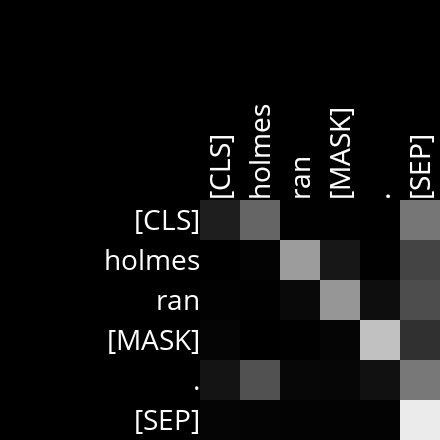 [CLS] holmes ran [MASK] . [SEP]
[CLS]
holmes
ran
[MASK]
.
[SEP]